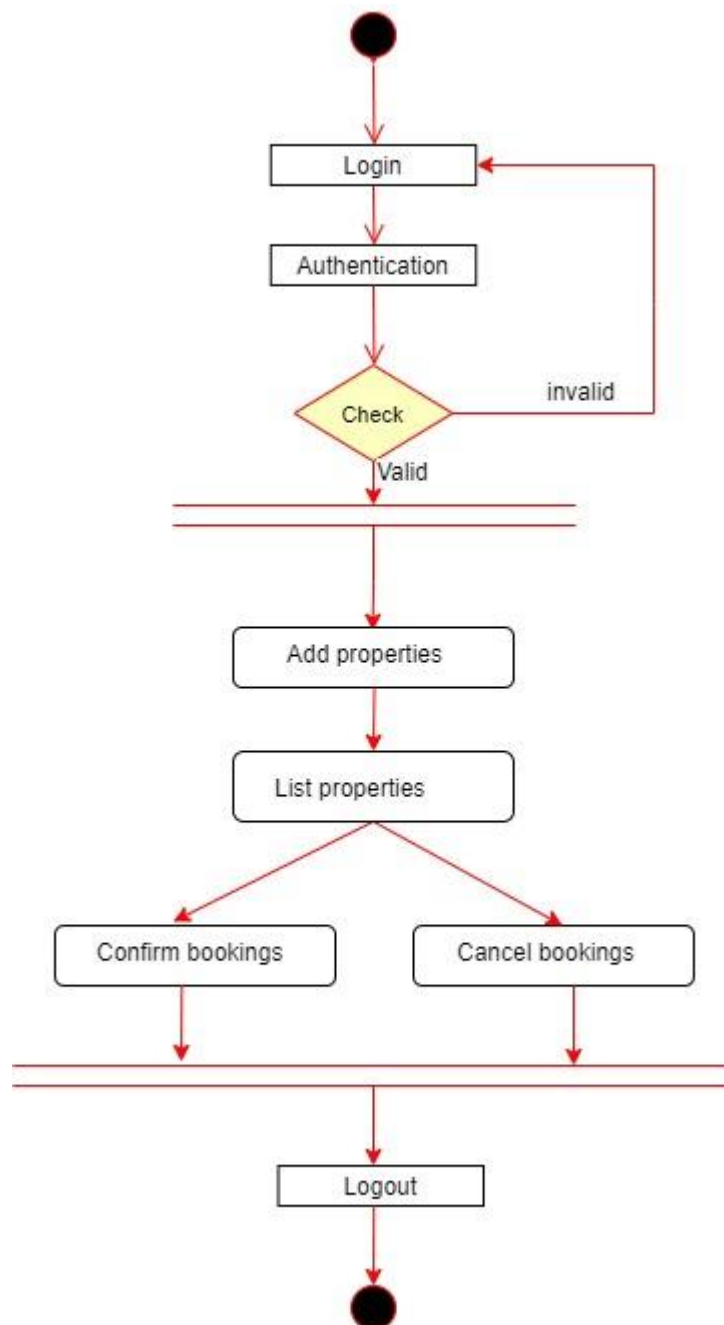 Login
Authentication
invalid
Check
Valid
Add properties
List properties
Confirm bookings
Cancel bookings
Logout